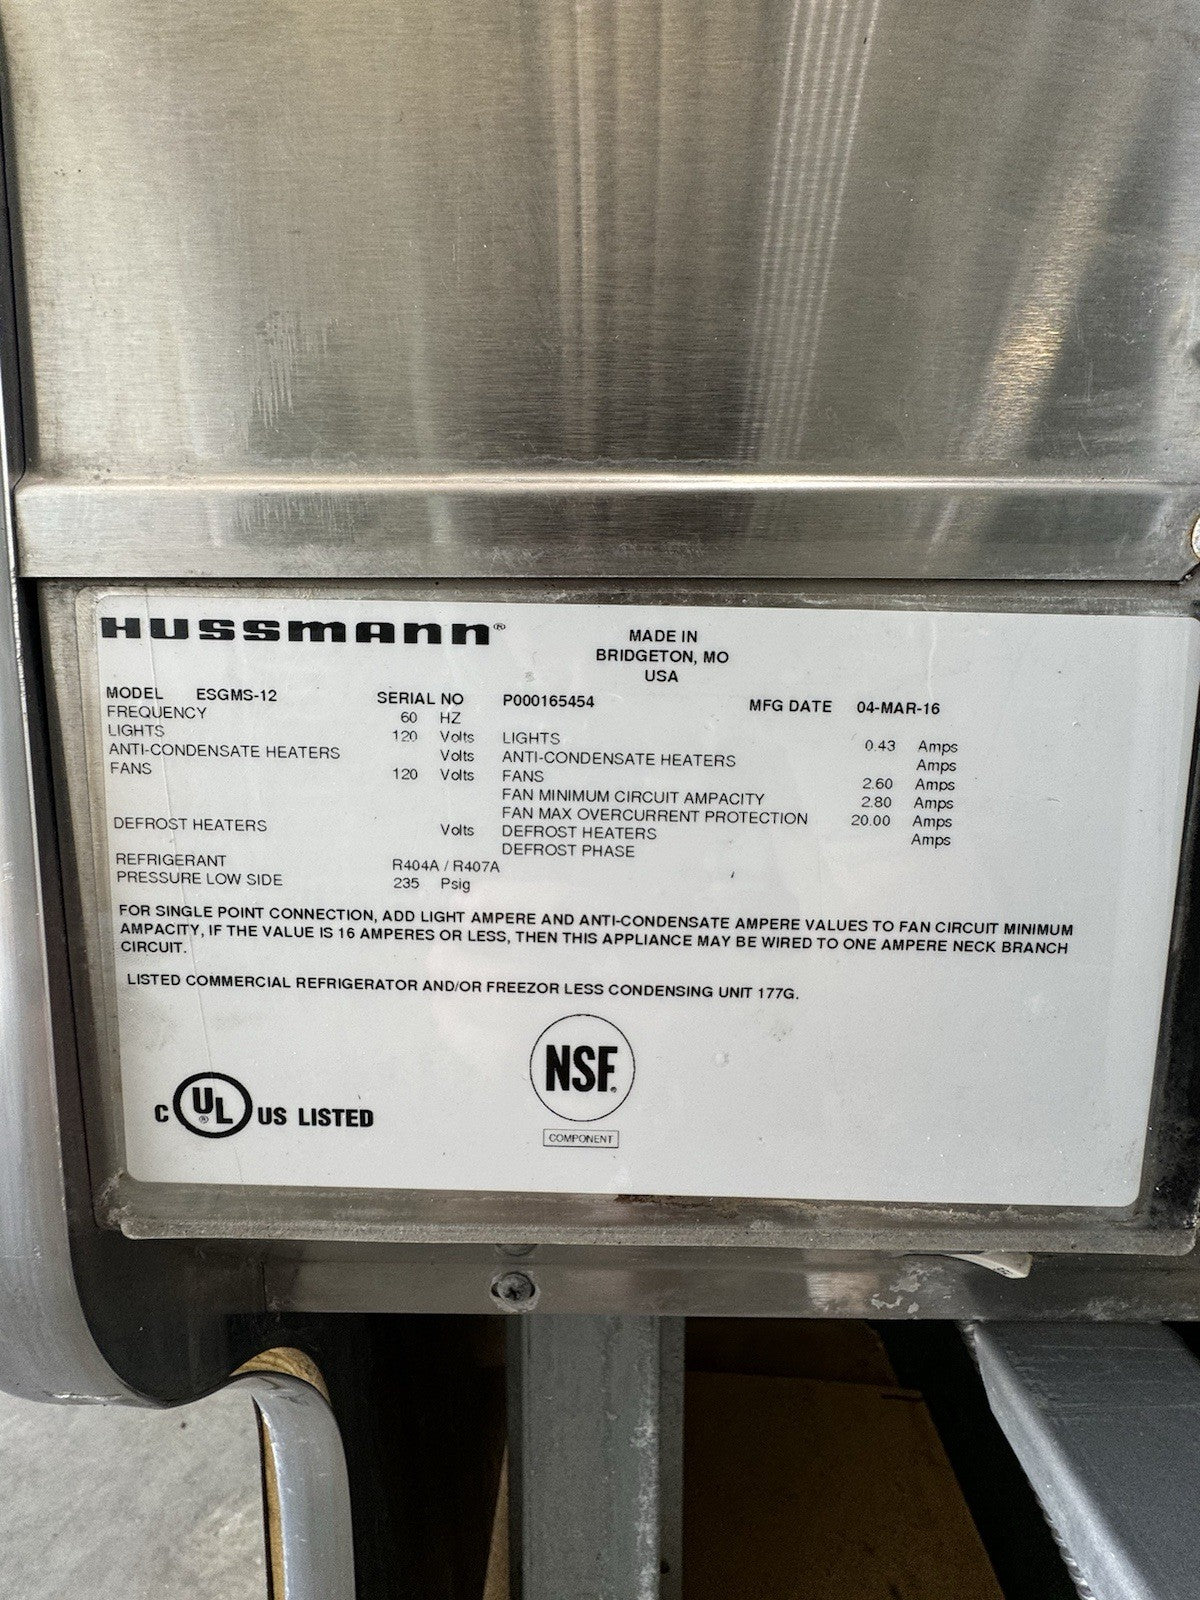 HUSSMANN®
MADE IN
BRIDGETON, MO
USA
MODEL ESGMS-12 SERIAL NO P000165454 MFG DATE 04-MAR-16
FREQUENCY 60 HZ
LIGHTS 120 Volts LIGHTS 0.43 Amps
ANTI-CONDENSATE HEATERS Volts ANTI-CONDENSATE HEATERS Amps
FANS 120 Volts FANS 2.60 Amps
FAN MINIMUM CIRCUIT AMPACITY 2.80 Amps
FAN MAX OVERCURRENT PROTECTION 20.00 Amps
DEFROST HEATERS Volts DEFROST HEATERS Amps
DEFROST PHASE
REFRIGERANT R404A / R407A
PRESSURE LOW SIDE 235 Psig
FOR SINGLE POINT CONNECTION, ADD LIGHT AMPERE AND ANTI-CONDENSATE AMPERE VALUES TO FAN CIRCUIT MINIMUM
AMPACITY, IF THE VALUE IS 16 AMPERES OR LESS, THEN THIS APPLIANCE MAY BE WIRED TO ONE AMPERE NECK BRANCH
CIRCUIT.
LISTED COMMERCIAL REFRIGERATOR AND/OR FREEZOR LESS CONDENSING UNIT 177G.
NSF®
COMPONENT
C UL® US LISTED